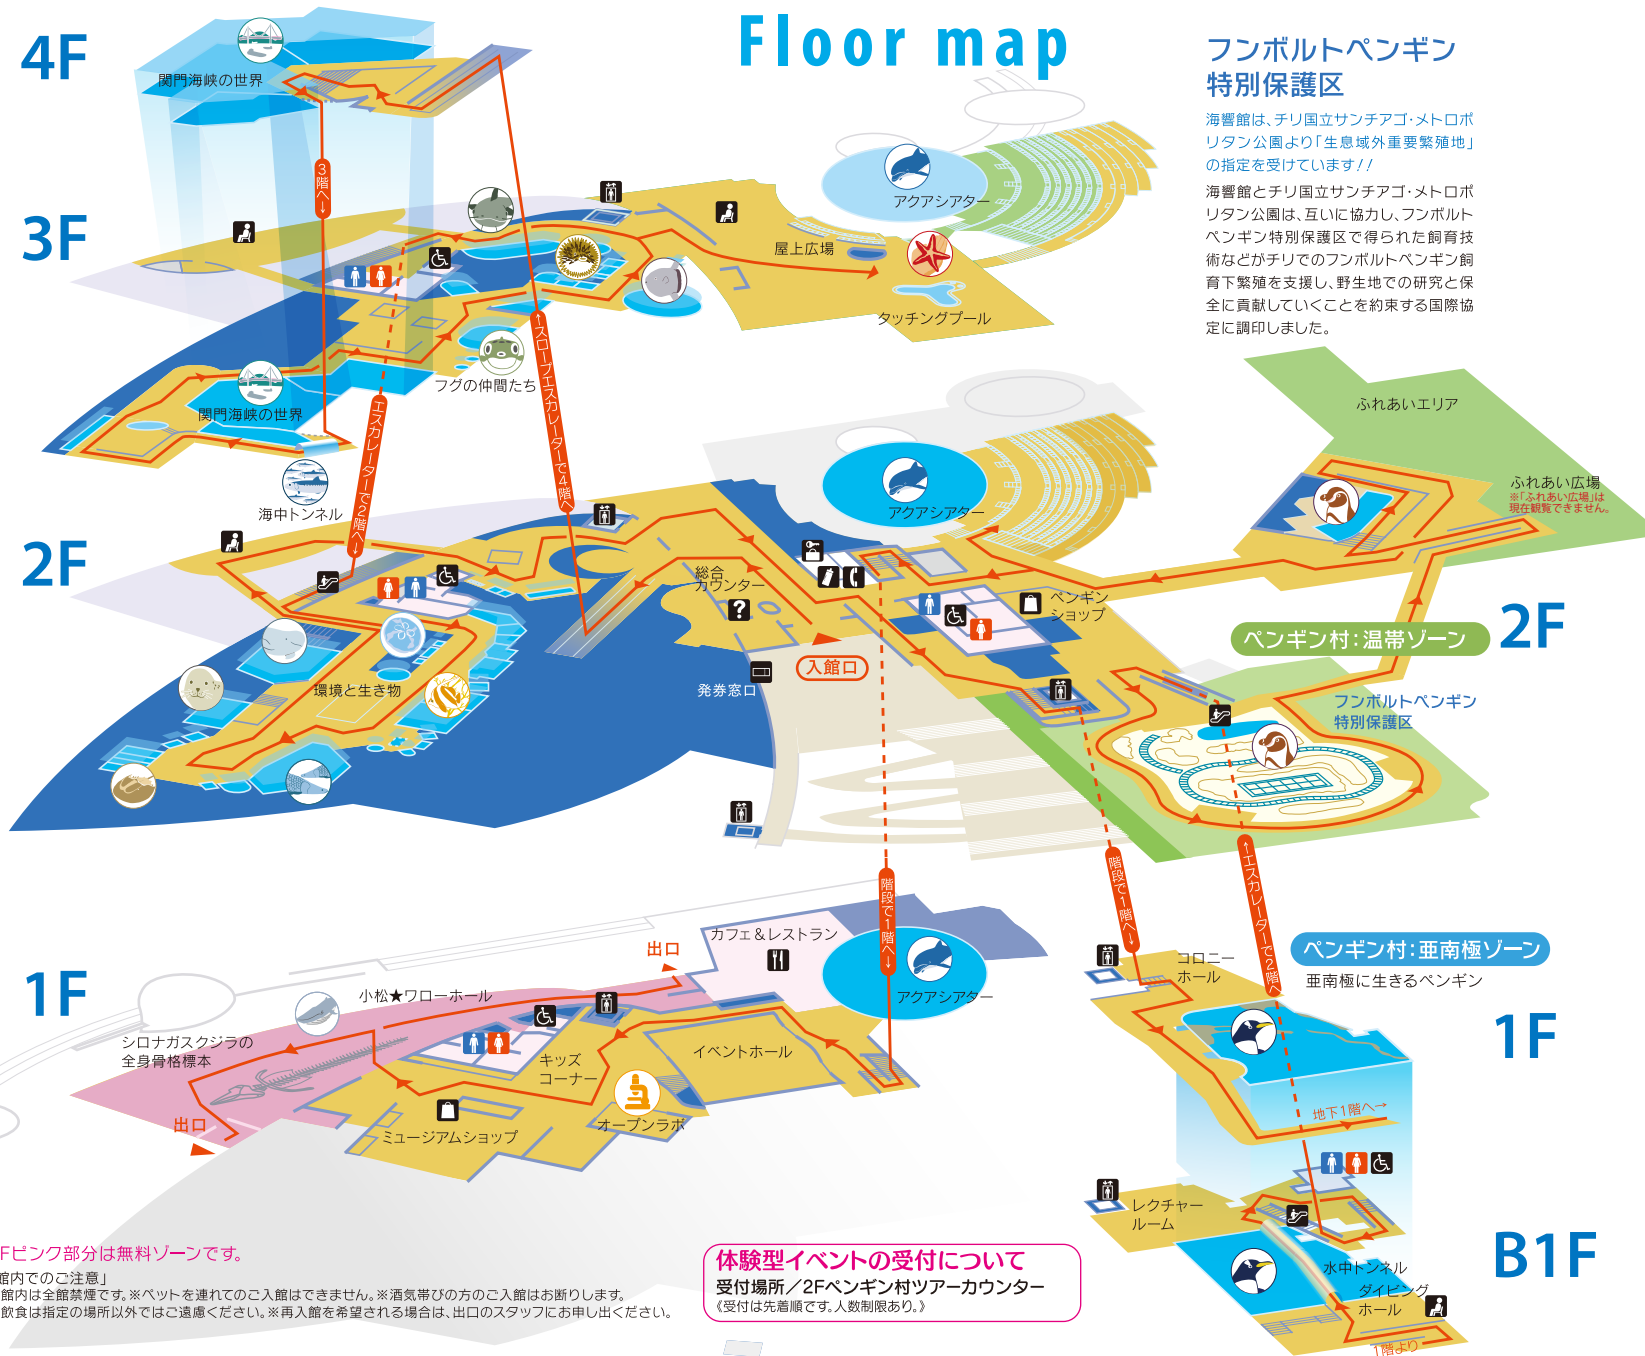 Floor map
4F
関門海峡の世界
3階へ→
フンボルトペンギン
特別保護区
海響館は、チリ国立サンチアゴ・メトロポ
リタン公園より「生息域外重要繁殖地」
の指定を受けています!!
海響館とチリ国立サンチアゴ・メトロポ
リタン公園は、互いに協力し、フンボルト
ペンギン特別保護区で得られた飼育技
術などがチリでのフンボルトペンギン飼
育下繁殖を支援し、野生地での研究と保
全に貢献していくことを約束する国際協
定に調印しました。
3F
アクアシアター
屋上広場
タッチングプール
フグの仲間たち
関門海峡の世界
海中トンネル
エスカレーターで2階へ→
←スロープエスカレーターで4階へ
2F
アクアシアター
総合
カウンター
?
ペンギン
ショップ
入館口
発券窓口
環境と生き物
ふれあいエリア
ふれあい広場
※「ふれあい広場」は
現在観覧できません。
ペンギン村:温帯ゾーン
2F
フンボルトペンギン
特別保護区
階段で1階へ→
階段で1階へ→
←エスカレーターで2階へ
1F
出口
カフェ&レストラン
アクアシアター
小松★ワローホール
シロナガスクジラの
全身骨格標本
キッズ
コーナー
イベントホール
オープンラボ
ミュージアムショップ
出口
ペンギン村:亜南極ゾーン
亜南極に生きるペンギン
コロニー
ホール
1F
地下1階へ→
レクチャー
ルーム
B1F
水中トンネル
ダイビング
ホール
1階より
Fピンク部分は無料ゾーンです。
館内でのご注意」
館内は全館禁煙です。※ペットを連れてのご入館はできません。※酒気帯びの方のご入館はお断りします。
飲食は指定の場所以外ではご遠慮ください。※再入館を希望される場合は、出口のスタッフにお申し出ください。
体験型イベントの受付について
受付場所/2Fペンギン村ツアーカウンター
《受付は先着順です。人数制限あり。》